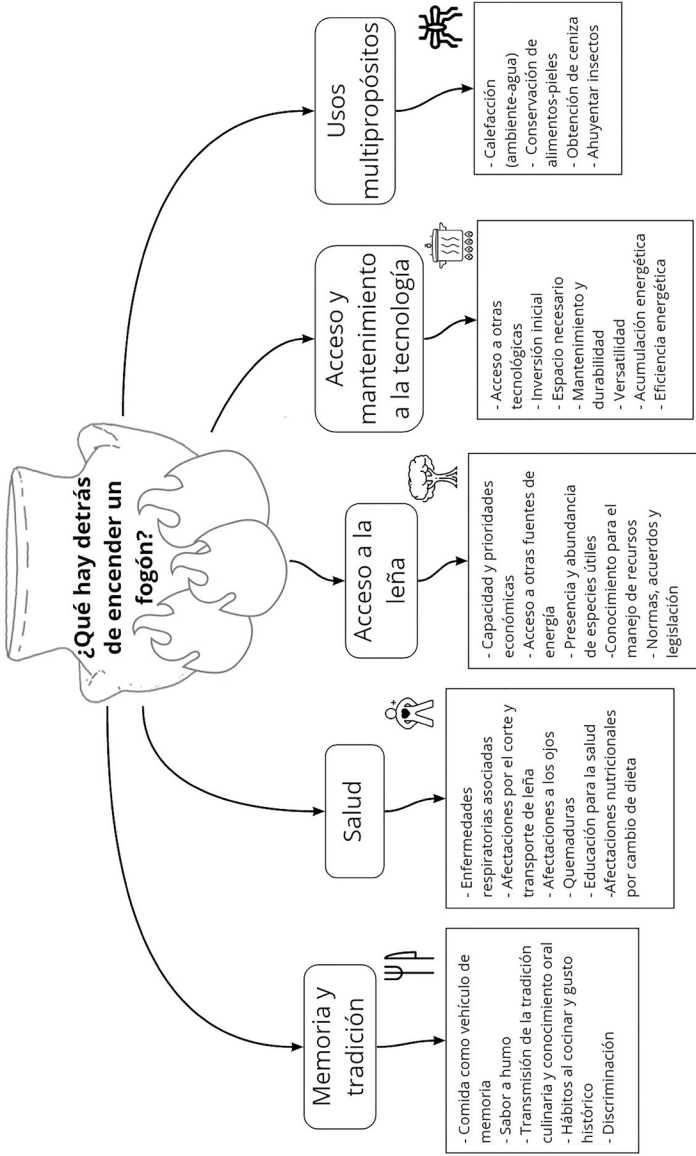 ¿Qué hay detrás
de encender un
fogón?
Memoria y
tradición
- Comida como vehículo de
memoria
- Sabor a humo
- Transmisión de la tradición
culinaria y conocimiento oral
- Hábitos al cocinar y gusto
histórico
- Discriminación
Salud
- Enfermedades
respiratorias asociadas
- Afectaciones por el corte y
transporte de leña
- Afectaciones a los ojos
- Quemaduras
- Educación para la salud
-Afectaciones nutricionales
por cambio de dieta
Acceso a la
leña
- Capacidad y prioridades
económicas
- Acceso a otras fuentes de
energía
- Presencia y abundancia
de especies útiles
-Conocimiento para el
manejo de recursos
- Normas, acuerdos y
legislación
Acceso y
mantenimiento
a la tecnología
- Acceso a otras
tecnológicas
- Inversión inicial
- Espacio necesario
- Mantenimiento y
durabilidad
- Versatilidad
- Acumulación energética
- Eficiencia energética
Usos
multipropósitos
- Calefacción
(ambiente-agua)
- Conservación de
alimentos-pieles
- Obtención de ceniza
- Ahuyentar insectos